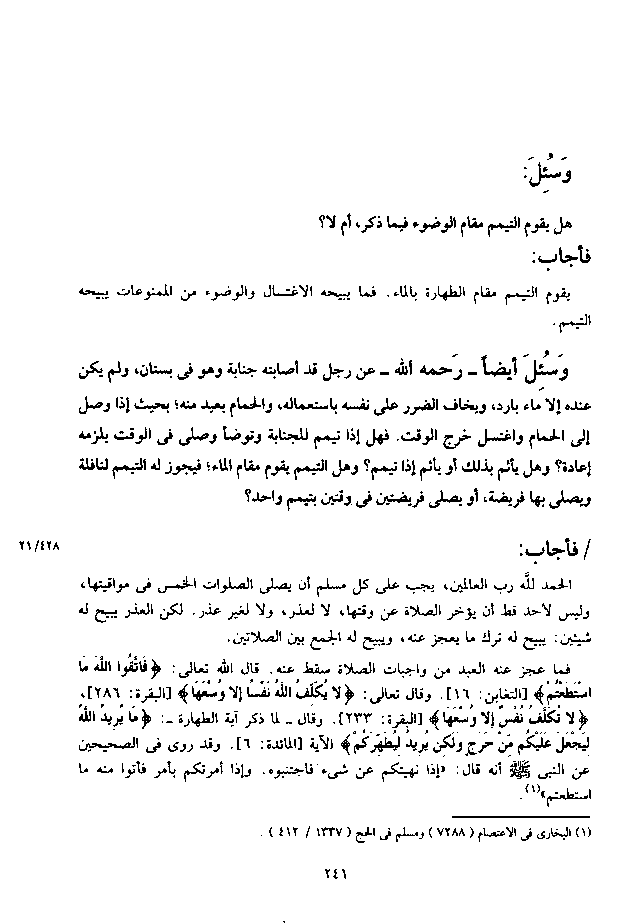 وَسُئِلَ:
هل يقوم التيمم مقام الوضوء فيما ذكر، أم لا؟
فأجاب:
يقوم التيمم مقام الطهارة بالماء. فما يبيحه الاغتسال والوضوء من الممنوعات يبيحه
التيمم.
وَسُئِلَ أيضاً ـ رَحمه الله ـ عن رجل قد أصابته جنابة وهو فى بستان، ولم يكن
عنده إلا ماء بارد، ويخاف الضرر على نفسه باستعماله، والحمام بعيد منه؛ بحيث إذا وصل
إلى الحمام واغتسل خرج الوقت. فهل إذا تيمم للجنابة وتوضأ وصلى فى الوقت يلزمه
إعادة؟ وهل يأثم بذلك أو يأثم إذا تيمم؟ وهل التيمم يقوم مقام الماء؛ فيجوز له التيمم لنافلة
ويصلى بها فريضة، أو يصلى فريضتين فى وقتين بتيمم واحد؟
/ فأجاب:
٢١/٤٢٨
الحمد للَّه رب العالمين، يجب على كل مسلم أن يصلى الصلوات الخمس فى مواقيتها،
وليس لأحد قط أن يؤخر الصلاة عن وقتها، لا لعذر، ولا لغير عذر. لكن العذر يبيح له
شيئين: يبيح له ترك ما يعجز عنه، ويبيح له الجمع بين الصلاتين.
فما عجز عنه العبد من واجبات الصلاة سقط عنه. قال الله تعالى: ﴿فَاتَّقُوا اللَّهَ مَا
اسْتَطَعْتُمْ﴾ [التغابن: ١٦]. وقال تعالى: ﴿لا يُكَلِّفُ اللَّهُ نَفْسًا إلا وُسْعَهَا﴾ [البقرة: ٢٨٦]،
﴿لا تُكَلَّفُ نَفْسٌ إلا وُسْعَهَا﴾ [البقرة: ٢٣٣]. وقال ـ لما ذكر آية الطهارة ـ: ﴿مَا يُرِيدُ اللَّهُ
لِيَجْعَلَ عَلَيْكُم مِّنْ حَرَجٍ وَلَكِن يُرِيدُ لِيُطَهِّرَكُمْ﴾ الآية [المائدة: ٦]. وقد روى فى الصحيحين
عن النبى ﷺ أنه قال: «إذا نهيتكم عن شىء فاجتنبوه. وإذا أمرتكم بأمر فأتوا منه ما
استطعتم»(١).
(١) البخارى فى الاعتصام (٧٢٨٨) ومسلم فى الحج (١٣٣٧ / ٤١٢).
٢٤١